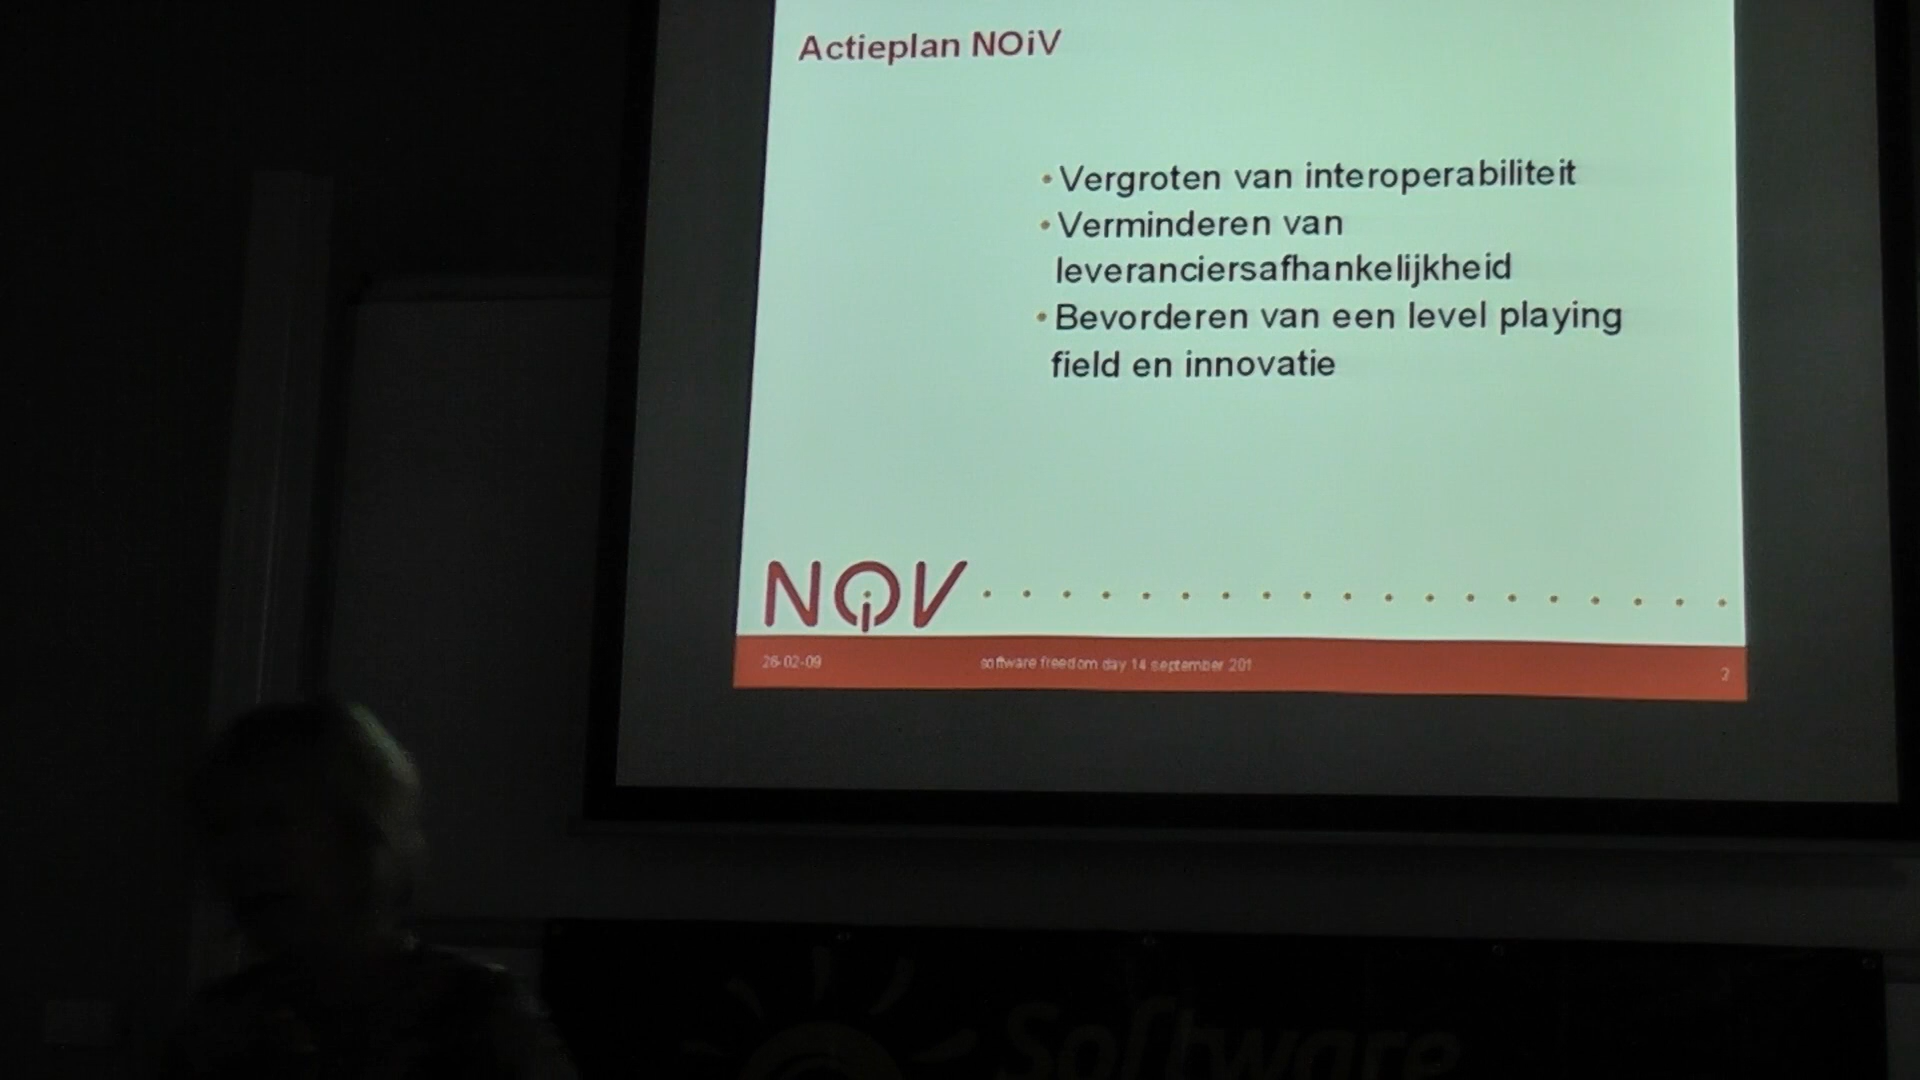 Actieplan NOiV
• Vergroten van interoperabiliteit
• Verminderen van
leveranciersafhankelijkheid
• Bevorderen van een level playing
field en innovatie
NOiV
26-02-09 software freedom day 14 september 201 2
Software